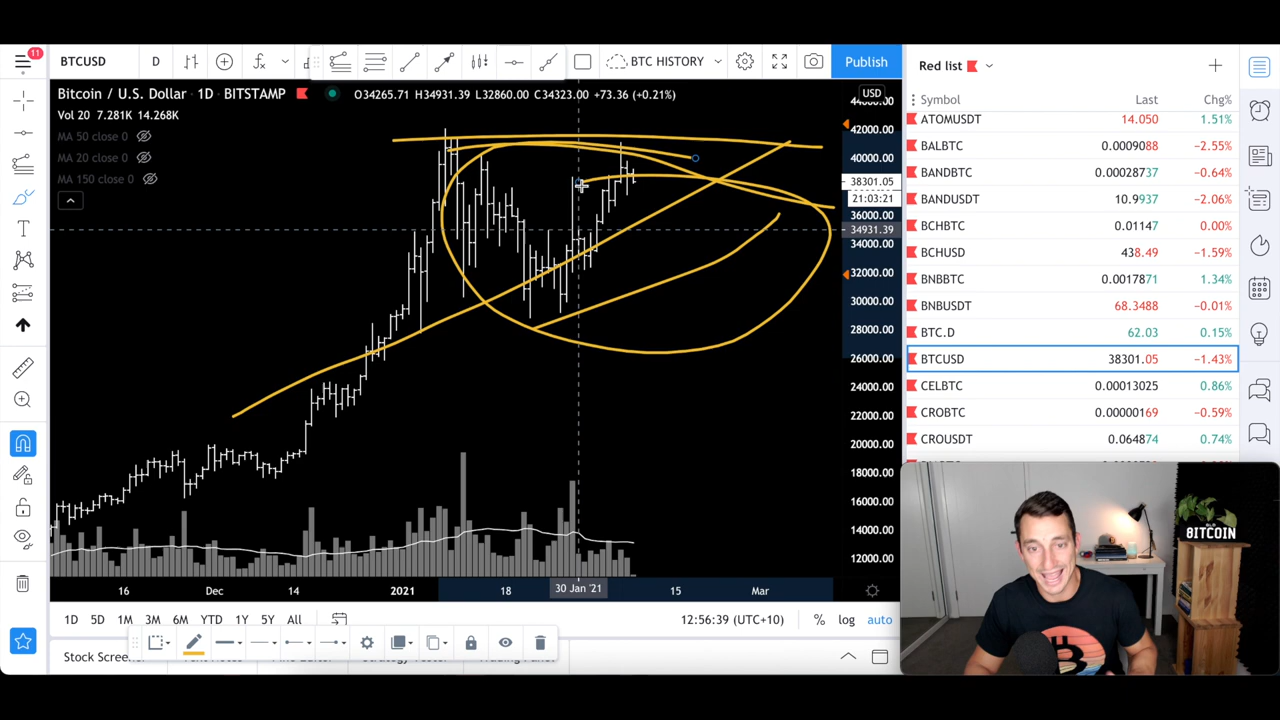 11
BTCUSD D BTC HISTORY Publish
Bitcoin / U.S. Dollar · 1D · BITSTAMP O34265.71 H34931.39 L32860.00 C34323.00 +73.36 (+0.21%)
Vol 20 7.281K 14.268K
MA 50 close 0
MA 20 close 0
MA 150 close 0
USD
44000.00
42000.00
40000.00
38301.05
21:03:21
36000.00
34931.39
34000.00
32000.00
30000.00
28000.00
26000.00
24000.00
22000.00
20000.00
18000.00
16000.00
14000.00
12000.00
16 Dec 14 2021 18 30 Jan '21 15 Mar
1D 5D 1M 3M 6M YTD 1Y 5Y All 12:56:39 (UTC+10) % log auto
Stock Screener
Red list
Symbol Last Chg%
ATOMUSDT 14.050 1.51%
BALBTC 0.0009088 −2.55%
BANDBTC 0.00028737 −0.64%
BANDUSDT 10.9937 −2.06%
BCHBTC 0.01147 0.00%
BCHUSD 438.49 −1.59%
BNBBTC 0.0017871 1.34%
BNBUSDT 68.3488 −0.01%
BTC.D 62.03 0.15%
BTCUSD 38301.05 −1.43%
CELBTC 0.00013025 0.86%
CROBTC 0.00000169 −0.59%
CROUSDT 0.064874 0.74%
BITCOIN